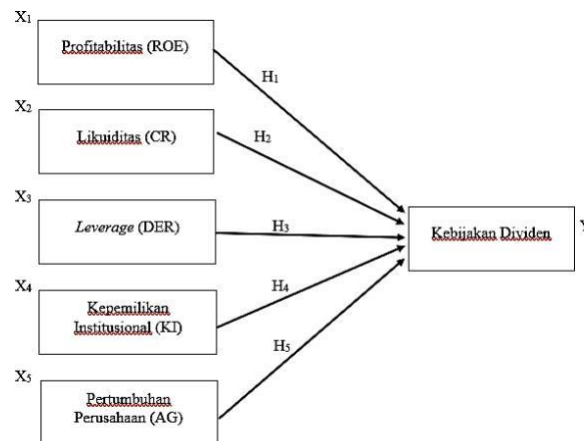 X1
Profitabilitas (ROE)
H1
X2
Likuiditas (CR)
H2
X3
Leverage (DER)
H3
Kebijakan Dividen
Y
X4
Kepemilikan
Institusional (KI)
H4
H5
X5
Pertumbuhan
Perusahaan (AG)